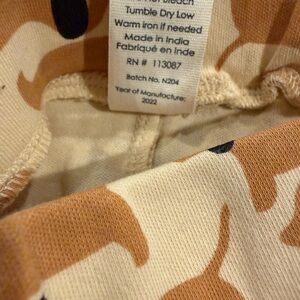 Tumble Dry Low
Warm iron if needed
Made in India
Fabriqué en Inde
RN # 113087
Batch No. N204
Year of Manufacture:
2022